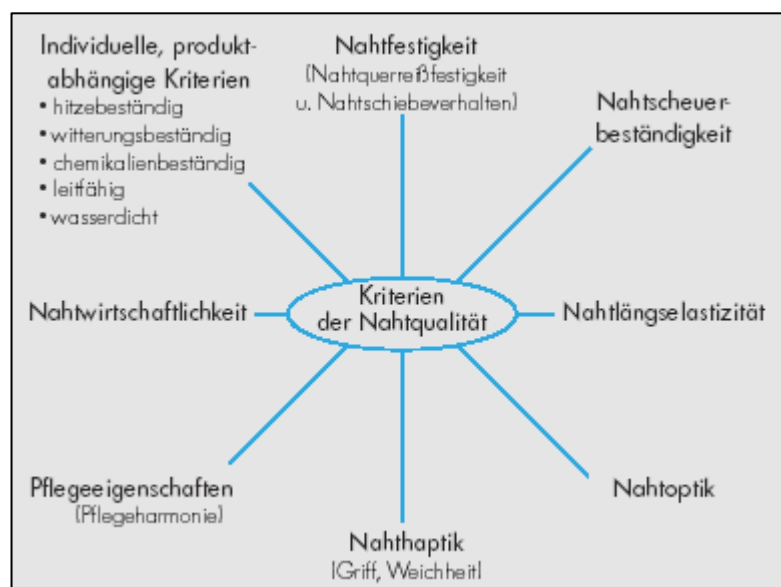 Individuelle, produkt-
abhängige Kriterien
• hitzebeständig
• witterungsbeständig
• chemikalienbeständig
• leitfähig
• wasserdicht
Nahtfestigkeit
(Nahtquerreißfestigkeit
u. Nahtschiebeverhalten)
Nahtscheuer-
beständigkeit
Nahtwirtschaftlichkeit
Kriterien
der Nahtqualität
Nahtlängselastizität
Pflegeeigenschaften
(Pflegeharmonie)
Nahthaptik
(Griff, Weichheit)
Nahtoptik